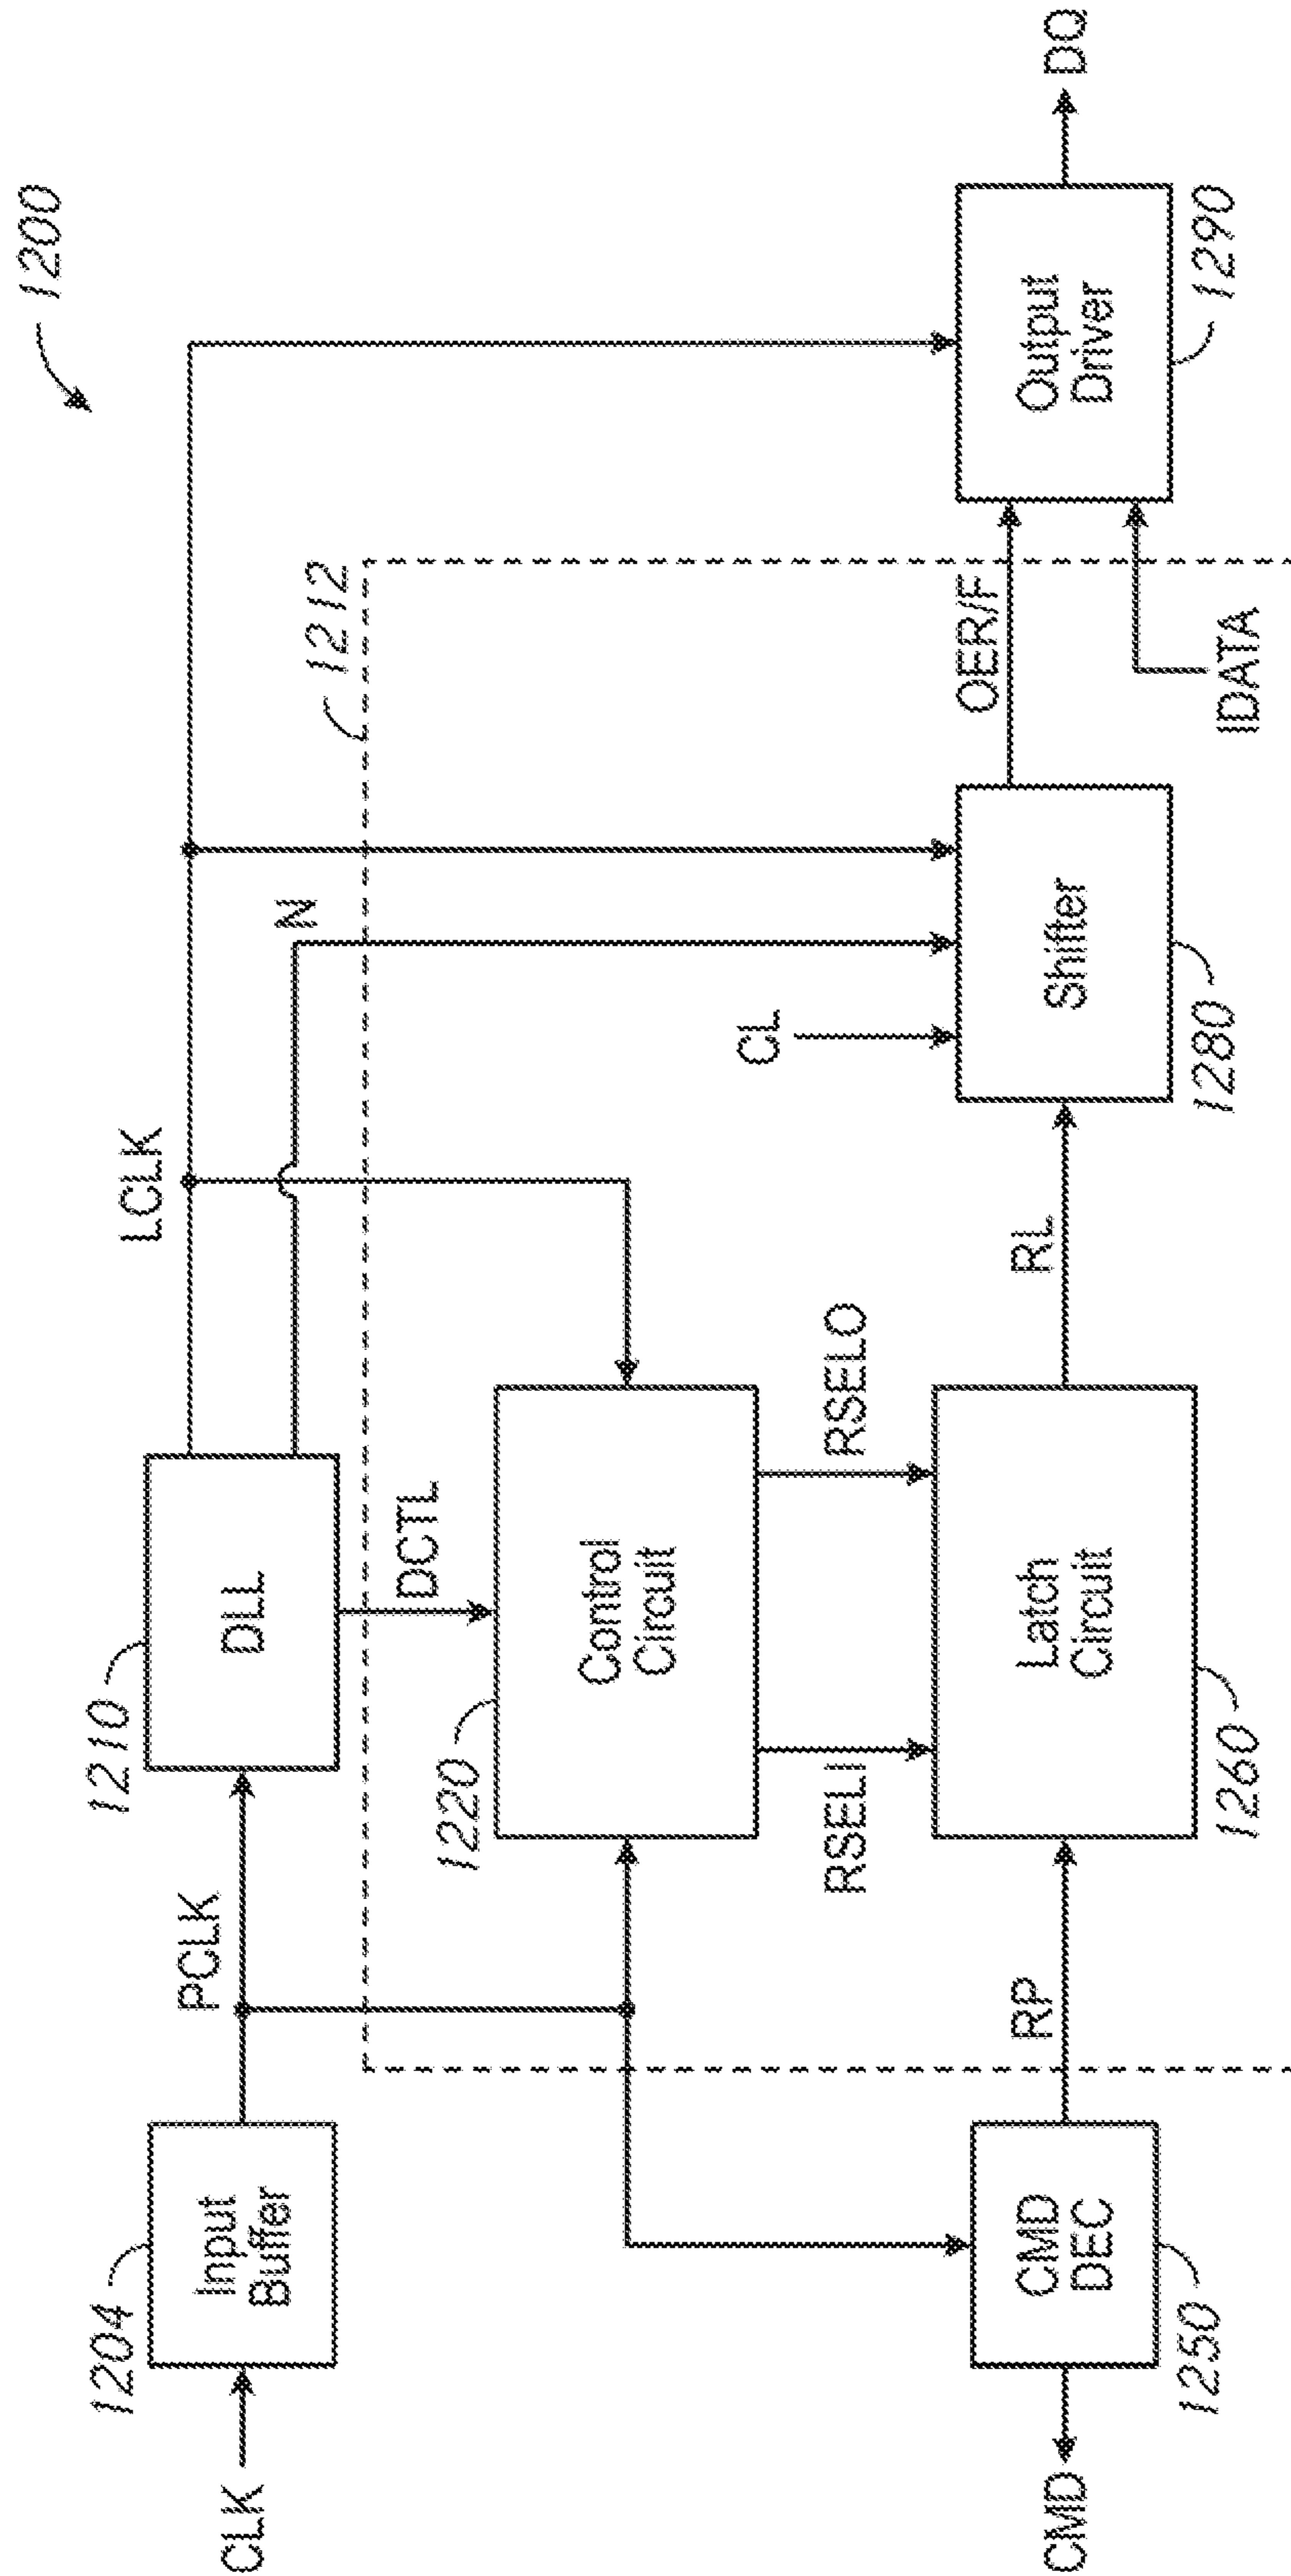 1200
CLK
1204
Input
Buffer
PCLK
1210
DLL
LCLK
N
1212
DCTL
1220
Control
Circuit
RSELI
RSELO
CMD
CMD
DEC
1250
RP
Latch
Circuit
1260
RL
CL
Shifter
1280
OER/F
IDATA
Output
Driver
1290
DQ